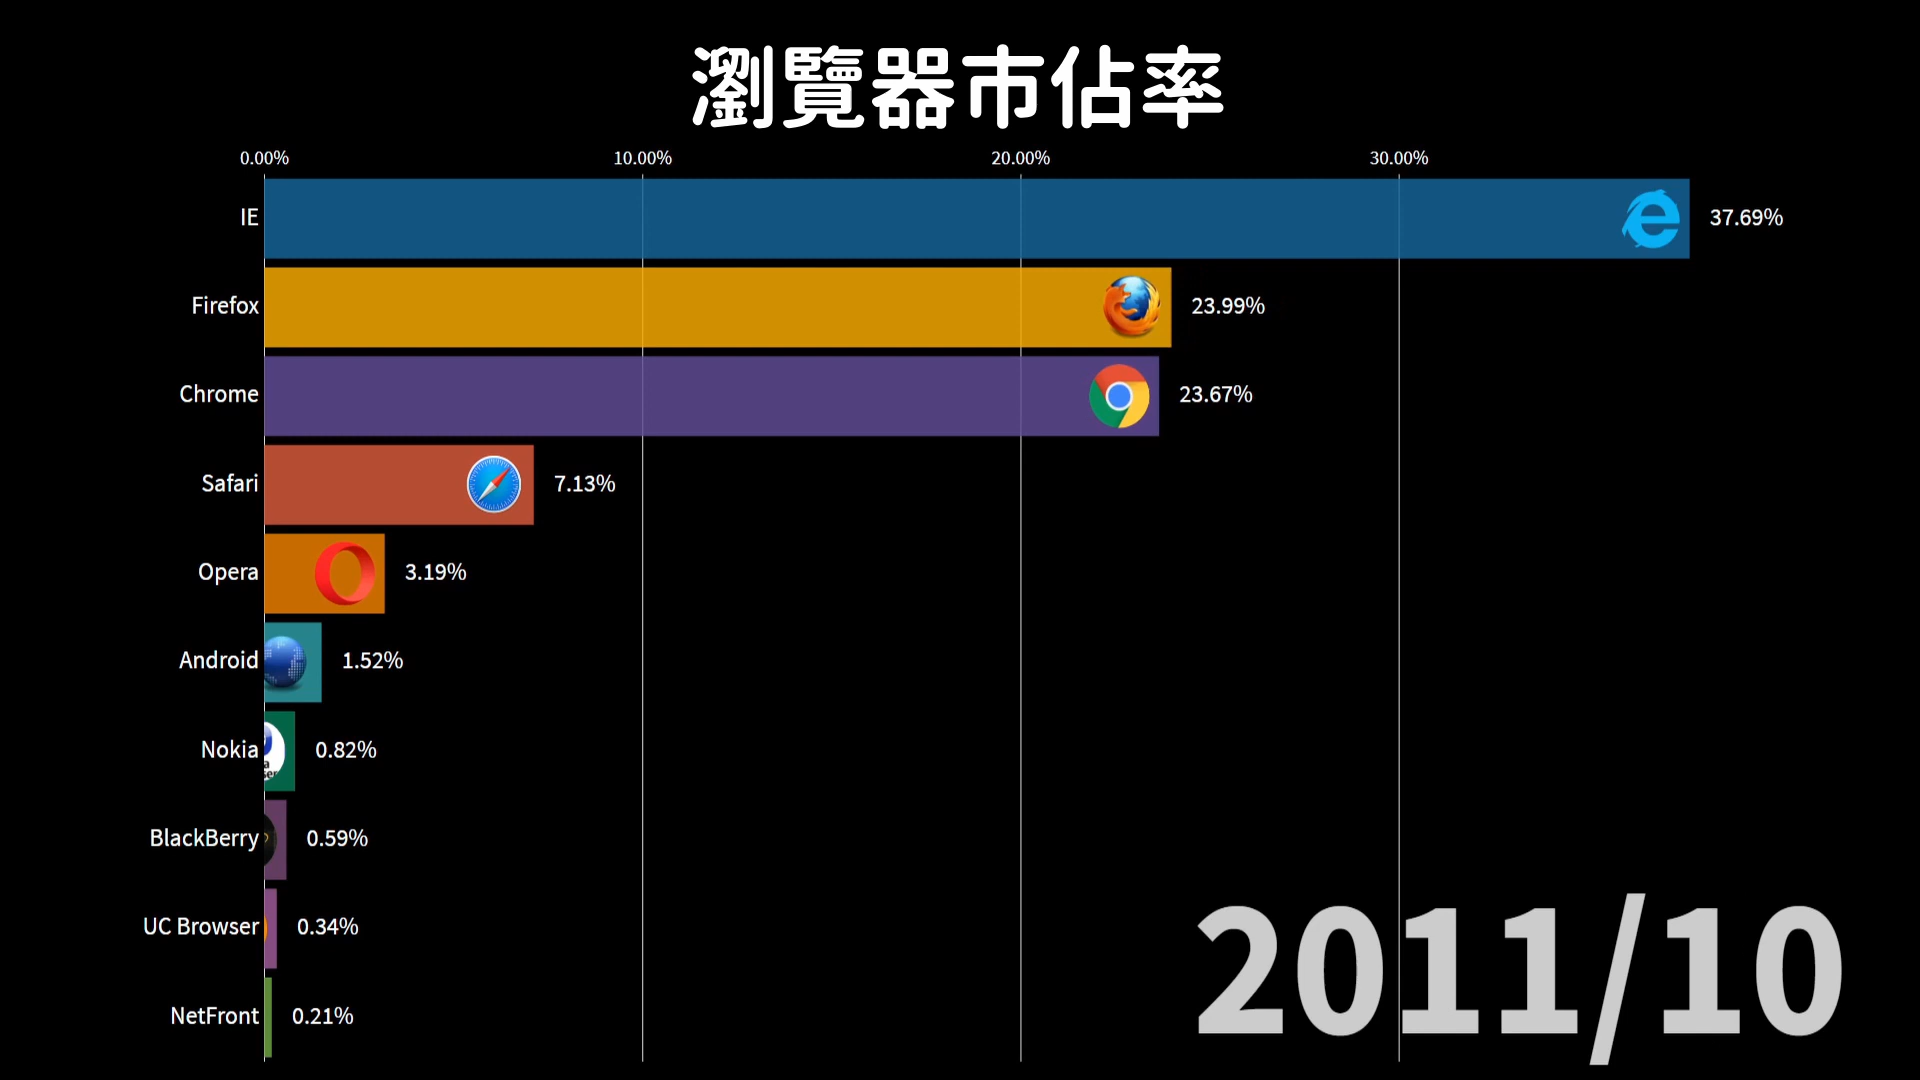 瀏覽器市佔率
0.00% 10.00% 20.00% 30.00%
IE 37.69%
Firefox 23.99%
Chrome 23.67%
Safari 7.13%
Opera 3.19%
Android 1.52%
Nokia 0.82%
BlackBerry 0.59%
UC Browser 0.34%
NetFront 0.21%
2011/10